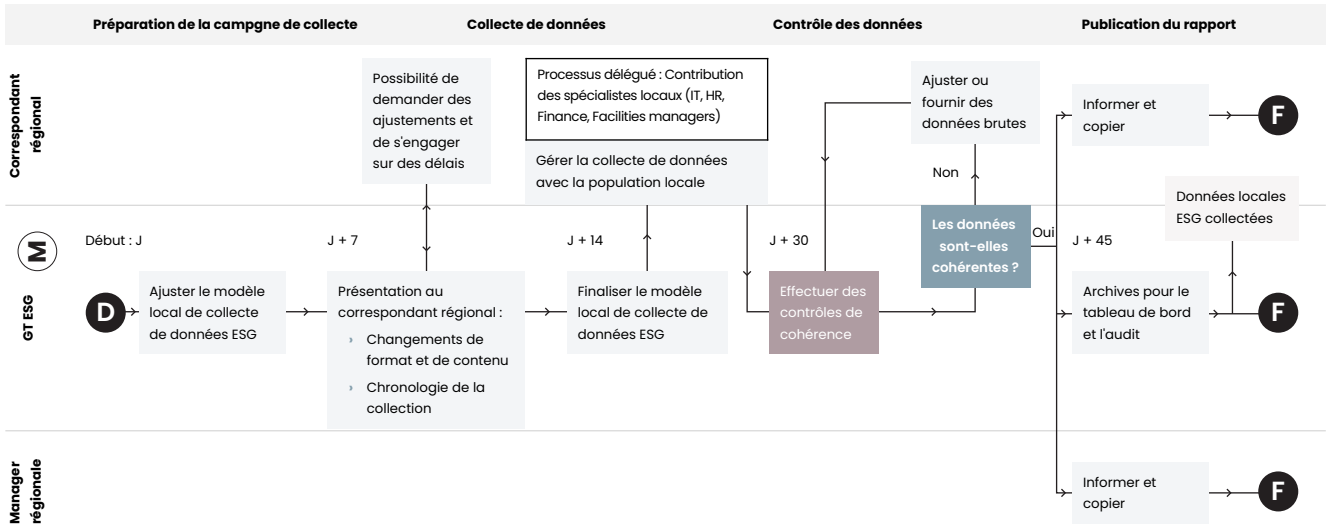 Préparation de la campgne de collecte
Collecte de données
Contrôle des données
Publication du rapport
Correspondant
régional
Possibilité de
demander des
ajustements et
de s'engager
sur des délais
Processus délégué : Contribution
des spécialistes locaux (IT, HR,
Finance, Facilities managers)
Gérer la collecte de données
avec la population locale
Ajuster ou
fournir des
données brutes
Non
Informer et
copier
F
GT ESG
M
Début : J
D
Ajuster le modèle
local de collecte
de données ESG
J + 7
Présentation au
correspondant régional :
› Changements de
format et de contenu
› Chronologie de la
collection
J + 14
Finaliser le modèle
local de collecte de
données ESG
J + 30
Effectuer des
contrôles de
cohérence
Les données
sont-elles
cohérentes ?
Oui
J + 45
Archives pour le
tableau de bord
et l'audit
Données locales
ESG collectées
F
Manager
régionale
Informer et
copier
F